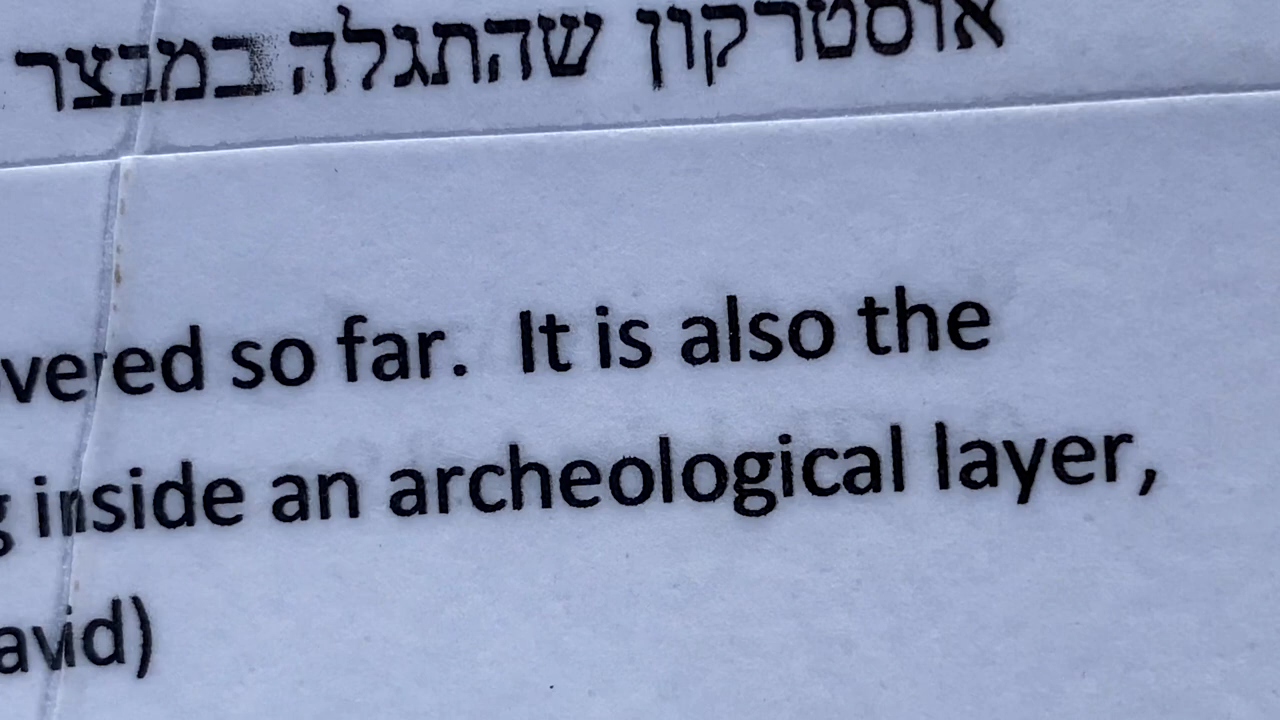 אוסטרקון שהתגלה במבצר
vered so far. It is also the
inside an archeological layer,
avid)